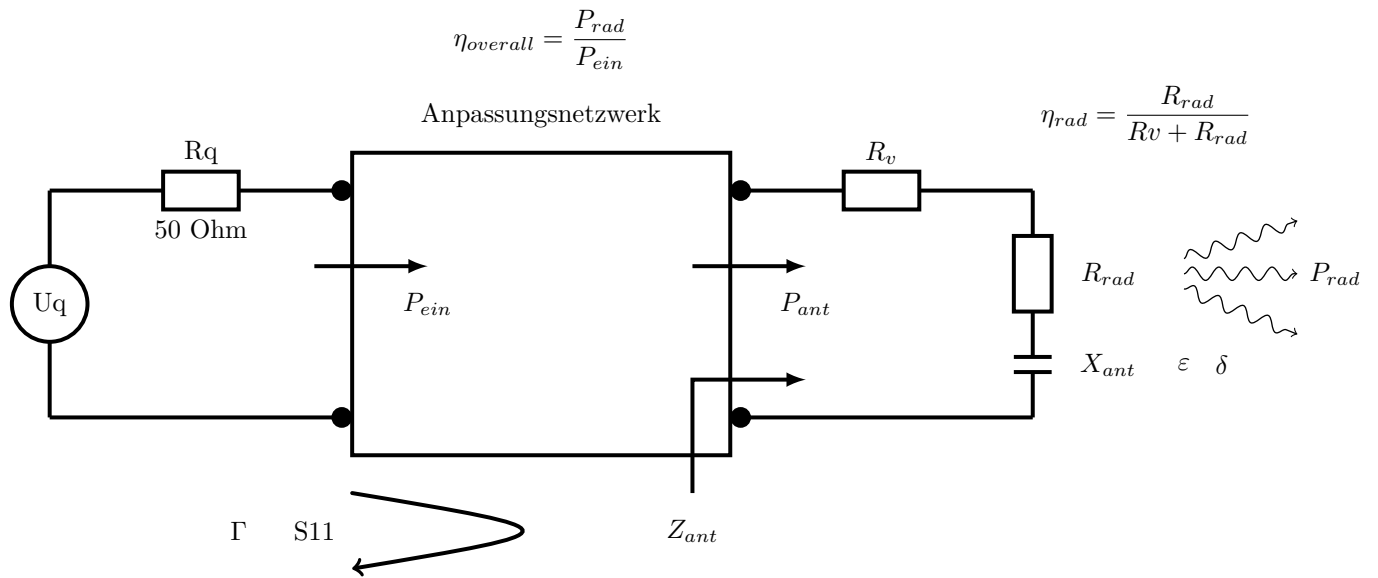 η_overall = P_rad / P_ein
Anpassungsnetzwerk
η_rad = R_rad / (Rv + R_rad)
Rq
R_v
50 Ohm
Uq
P_ein
P_ant
R_rad
P_rad
X_ant ε δ
Γ S11
Z_ant